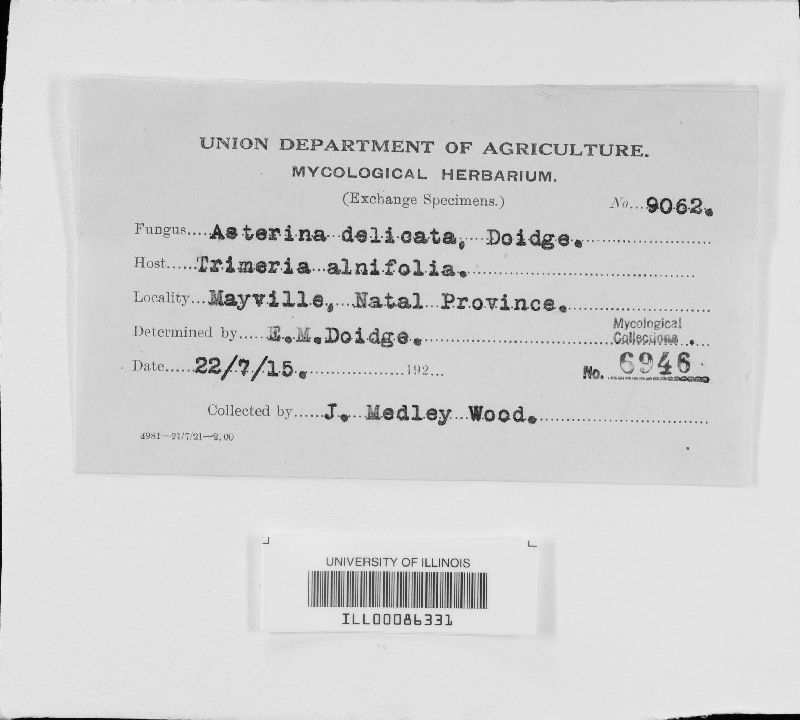 UNION DEPARTMENT OF AGRICULTURE.
MYCOLOGICAL HERBARIUM.
(Exchange Specimens.)
No...9062.
Fungus....Asterina delicata, Doidge.
Host.....Trimeria alnifolia.
Locality...Mayville, Natal Province.
Determined by.....E.M.Doidge.
Mycological
Collections
Date.....22/7/15. 192...
No. 6946
Collected by......J. Medley Wood.
4981—21/7/21—2,00
UNIVERSITY OF ILLINOIS
ILL00086331